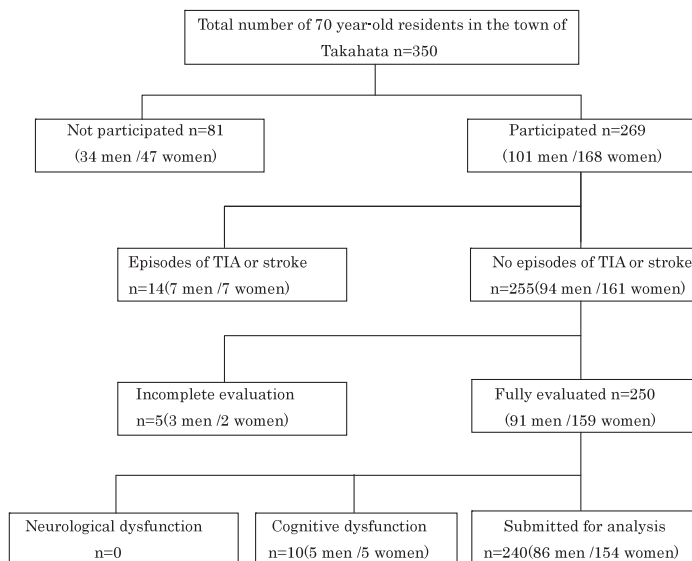 Total number of 70 year-old residents in the town of
Takahata n=350
Not participated n=81
(34 men /47 women)
Participated n=269
(101 men /168 women)
Episodes of TIA or stroke
n=14(7 men /7 women)
No episodes of TIA or stroke
n=255(94 men /161 women)
Incomplete evaluation
n=5(3 men /2 women)
Fully evaluated n=250
(91 men /159 women)
Neurological dysfunction
n=0
Cognitive dysfunction
n=10(5 men /5 women)
Submitted for analysis
n=240(86 men /154 women)